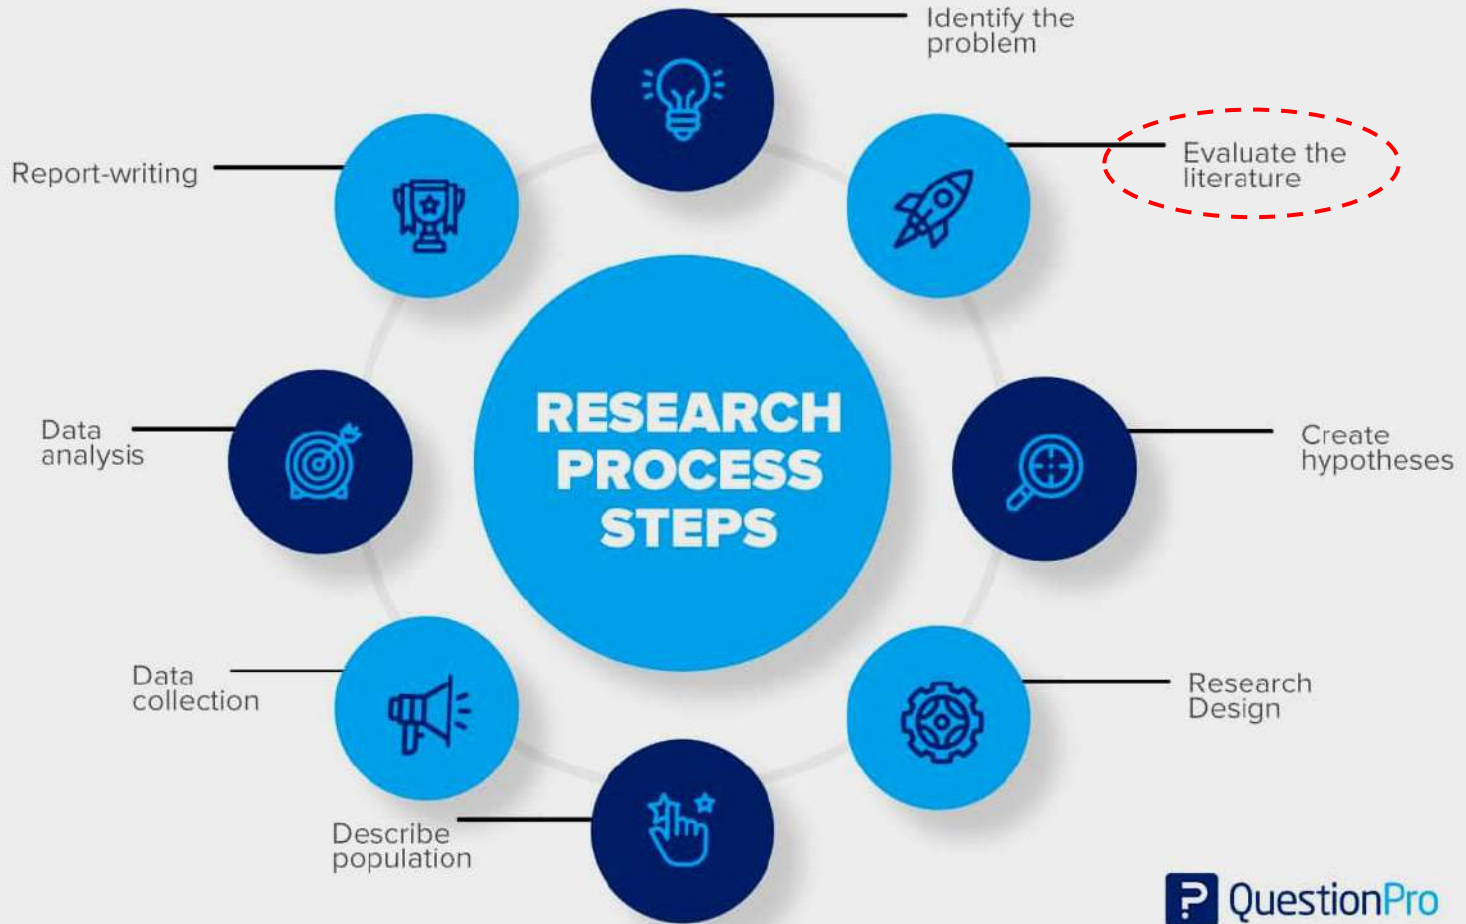 Identify the
problem
Evaluate the
literature
Report-writing
RESEARCH
PROCESS
STEPS
Data
analysis
Create
hypotheses
Data
collection
Research
Design
Describe
population
QuestionPro